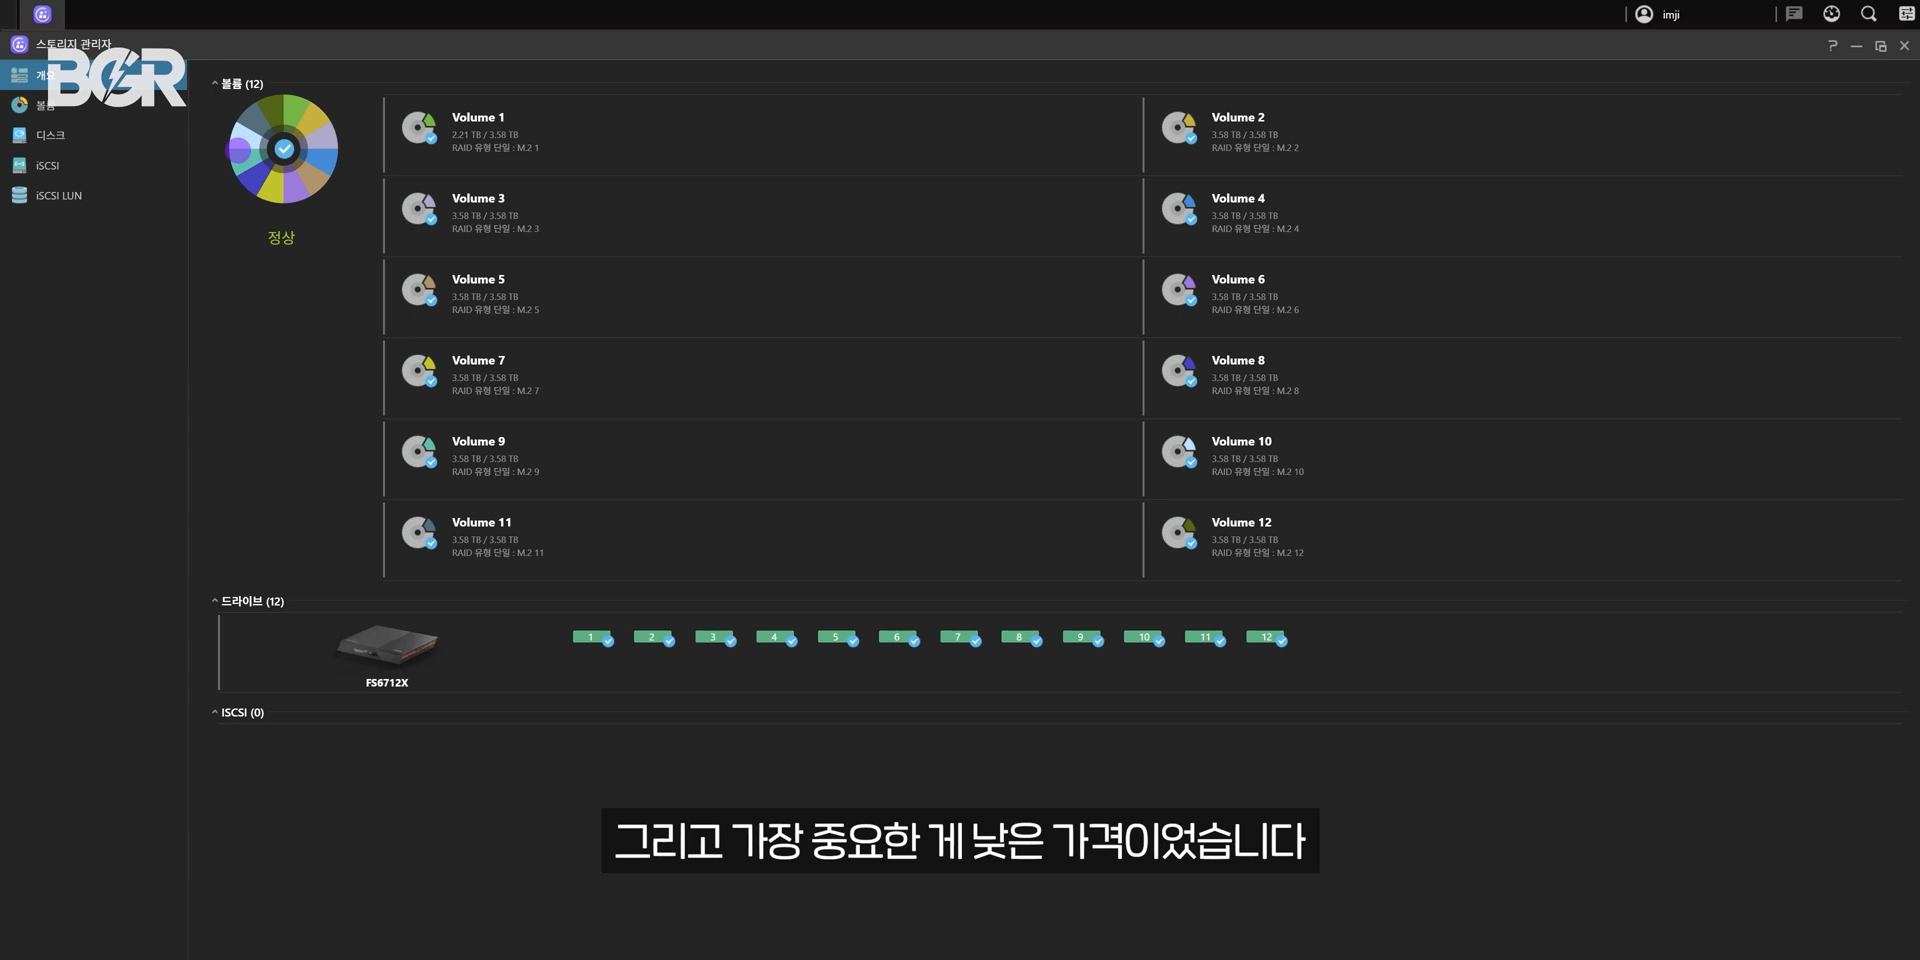 imji
스토리지 관리자
BGR
개요
볼륨
디스크
iSCSI
iSCSI LUN
볼륨 (12)
정상
Volume 1
2.21 TB / 3.58 TB
RAID 유형 단일 : M.2 1
Volume 2
3.58 TB / 3.58 TB
RAID 유형 단일 : M.2 2
Volume 3
3.58 TB / 3.58 TB
RAID 유형 단일 : M.2 3
Volume 4
3.58 TB / 3.58 TB
RAID 유형 단일 : M.2 4
Volume 5
3.58 TB / 3.58 TB
RAID 유형 단일 : M.2 5
Volume 6
3.58 TB / 3.58 TB
RAID 유형 단일 : M.2 6
Volume 7
3.58 TB / 3.58 TB
RAID 유형 단일 : M.2 7
Volume 8
3.58 TB / 3.58 TB
RAID 유형 단일 : M.2 8
Volume 9
3.58 TB / 3.58 TB
RAID 유형 단일 : M.2 9
Volume 10
3.58 TB / 3.58 TB
RAID 유형 단일 : M.2 10
Volume 11
3.58 TB / 3.58 TB
RAID 유형 단일 : M.2 11
Volume 12
3.58 TB / 3.58 TB
RAID 유형 단일 : M.2 12
드라이브 (12)
1 2 3 4 5 6 7 8 9 10 11 12
FS6712X
ISCSI (0)
그리고 가장 중요한 게 낮은 가격이었습니다